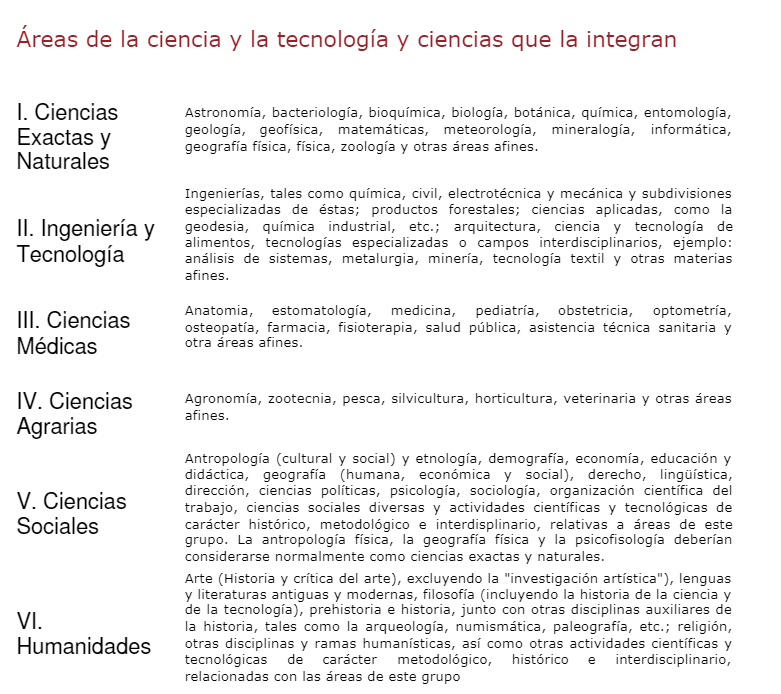 Áreas de la ciencia y la tecnología y ciencias que la integran
I. Ciencias
Exactas y
Naturales
Astronomía, bacteriología, bioquímica, biología, botánica, química, entomología,
geología, geofísica, matemáticas, meteorología, mineralogía, informática,
geografía física, física, zoología y otras áreas afines.
II. Ingeniería y
Tecnología
Ingenierías, tales como química, civil, electrotécnica y mecánica y subdivisiones
especializadas de éstas; productos forestales; ciencias aplicadas, como la
geodesia, química industrial, etc.; arquitectura, ciencia y tecnología de
alimentos, tecnologías especializadas o campos interdisciplinarios, ejemplo:
análisis de sistemas, metalurgia, minería, tecnología textil y otras materias
afines.
III. Ciencias
Médicas
Anatomia, estomatología, medicina, pediatría, obstetricia, optometría,
osteopatía, farmacia, fisioterapia, salud pública, asistencia técnica sanitaria y
otra áreas afines.
IV. Ciencias
Agrarias
Agronomía, zootecnia, pesca, silvicultura, horticultura, veterinaria y otras áreas
afines.
V. Ciencias
Sociales
Antropología (cultural y social) y etnología, demografía, economía, educación y
didáctica, geografía (humana, económica y social), derecho, lingüística,
dirección, ciencias políticas, psicología, sociología, organización científica del
trabajo, ciencias sociales diversas y actividades científicas y tecnológicas de
carácter histórico, metodológico e interdisplinario, relativas a áreas de este
grupo. La antropología física, la geografía física y la psicofisología deberían
considerarse normalmente como ciencias exactas y naturales.
VI.
Humanidades
Arte (Historia y crítica del arte), excluyendo la "investigación artística"), lenguas
y literaturas antiguas y modernas, filosofía (incluyendo la historia de la ciencia y
de la tecnología), prehistoria e historia, junto con otras disciplinas auxiliares de
la historia, tales como la arqueología, numismática, paleografía, etc.; religión,
otras disciplinas y ramas humanísticas, así como otras actividades científicas y
tecnológicas de carácter metodológico, histórico e interdisciplinario,
relacionadas con las áreas de este grupo